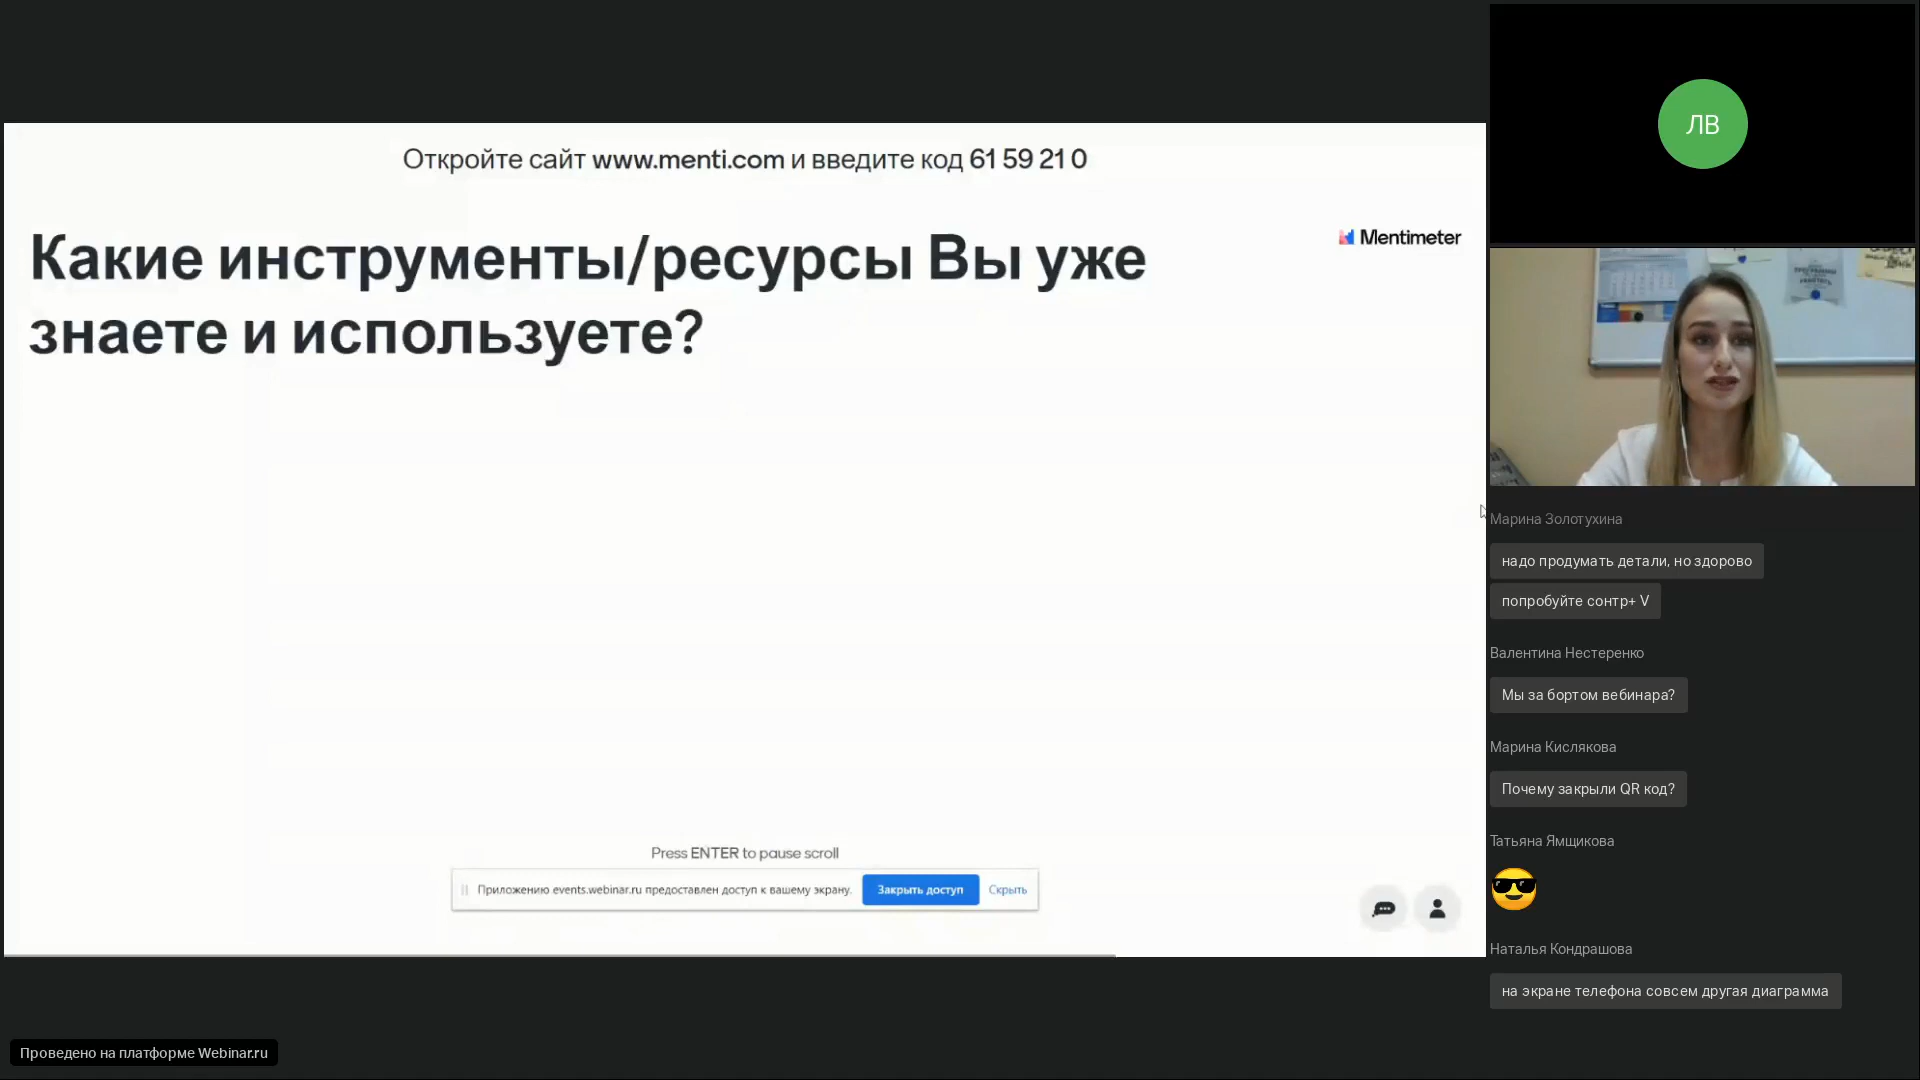 Откройте сайт www.menti.com и введите код 61 59 21 0
Какие инструменты/ресурсы Вы уже
знаете и используете?
Mentimeter
Press ENTER to pause scroll
Приложению events.webinar.ru предоставлен доступ к вашему экрану.
Закрыть доступ
Скрыть
Проведено на платформе Webinar.ru
ЛВ
Марина Золотухина
надо продумать детали, но здорово
попробуйте сонтр+ V
Валентина Нестеренко
Мы за бортом вебинара?
Марина Кислякова
Почему закрыли QR код?
Татьяна Ямщикова
Наталья Кондрашова
на экране телефона совсем другая диаграмма